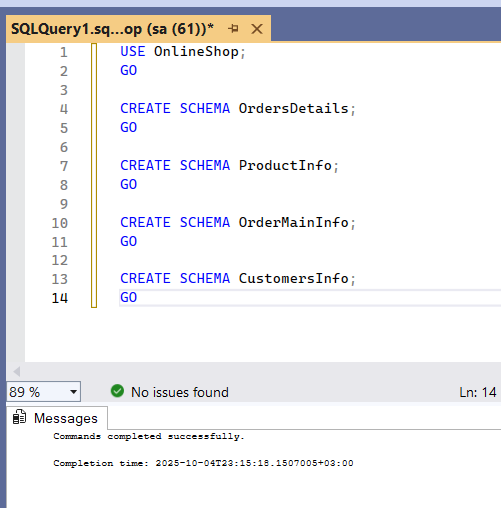 SQLQuery1.sq...op (sa (61))*
1 USE OnlineShop;
2 GO
3
4 CREATE SCHEMA OrdersDetails;
5 GO
6
7 CREATE SCHEMA ProductInfo;
8 GO
9
10 CREATE SCHEMA OrderMainInfo;
11 GO
12
13 CREATE SCHEMA CustomersInfo;
14 GO
89 % No issues found Ln: 14
Messages
Commands completed successfully.
Completion time: 2025-10-04T23:15:18.1507005+03:00